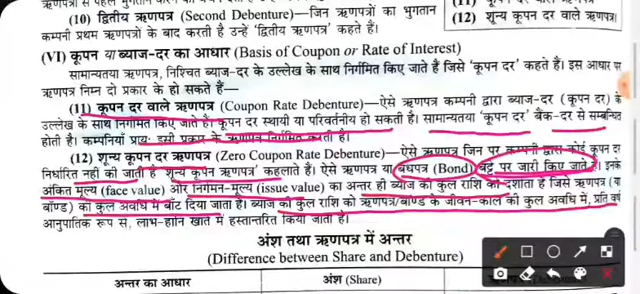 (10) द्वितीय ऋणपत्र (Second Debenture)—जिन ऋणपत्रों का भुगतान
कम्पनी प्रथम ऋणपत्रों के बाद करती है उन्हें 'द्वितीय ऋणपत्र' कहते हैं।
(12) शून्य कूपन दर वाले ऋणपत्र।
(VI) कूपन या ब्याज-दर का आधार (Basis of Coupon or Rate of Interest)
सामान्यतया ऋणपत्र, निश्चित ब्याज-दर के उल्लेख के साथ निर्गमित किए जाते हैं जिसे 'कूपन दर' कहते हैं। इस आधार पर
ऋणपत्र निम्न दो प्रकार के हो सकते हैं—
(11) कूपन दर वाले ऋणपत्र (Coupon Rate Debenture)—ऐसे ऋणपत्र कम्पनी द्वारा ब्याज-दर (कूपन दर) के
उल्लेख के साथ निर्गमित किए जाते हैं। कूपन दर स्थायी या परिवर्तनीय हो सकती है। सामान्यतया 'कूपन दर' बैंक-दर से सम्बन्धित
होती है। कम्पनियाँ प्रायः इसी प्रकार के ऋणपत्र निर्गमित करती हैं।
(12) शून्य कूपन दर ऋणपत्र (Zero Coupon Rate Debenture)—ऐसे ऋणपत्र जिन पर कम्पनी द्वारा कोई कूपन दर
निर्धारित नहीं की जाती है 'शून्य कूपन ऋणपत्र' कहलाते हैं। ऐसे ऋणपत्र या बंधपत्र (Bond) बट्टे पर जारी किए जाते हैं। इनके
अंकित मूल्य (face value) और निर्गमन-मूल्य (issue value) का अन्तर ही ब्याज की कुल राशि को दर्शाता है जिसे ऋणपत्र (या
बॉण्ड) की कुल अवधि में बाँट दिया जाता है। ब्याज की कुल राशि को ऋणपत्र/बाण्ड के जीवन-काल की कुल अवधि में, प्रति वर्ष
आनुपातिक रूप से, लाभ-हानि खाते में हस्तान्तरित किया जाता है।
अंश तथा ऋणपत्र में अन्तर
(Difference between Share and Debenture)
अन्तर का आधार अंश (Share)